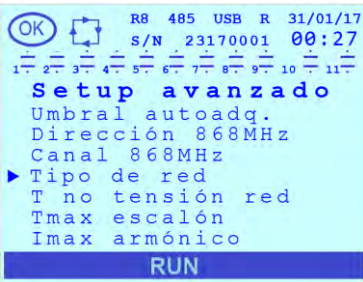 OK R8 485 USB R 31/01/17
S/N 23170001 00:27
1 2 3 4 5 6 7 8 9 10 11
Setup avanzado
Umbral autoadq.
Dirección 868MHz
Canal 868MHz
Tipo de red
T no tensión red
Tmax escalón
Imax armónico
RUN